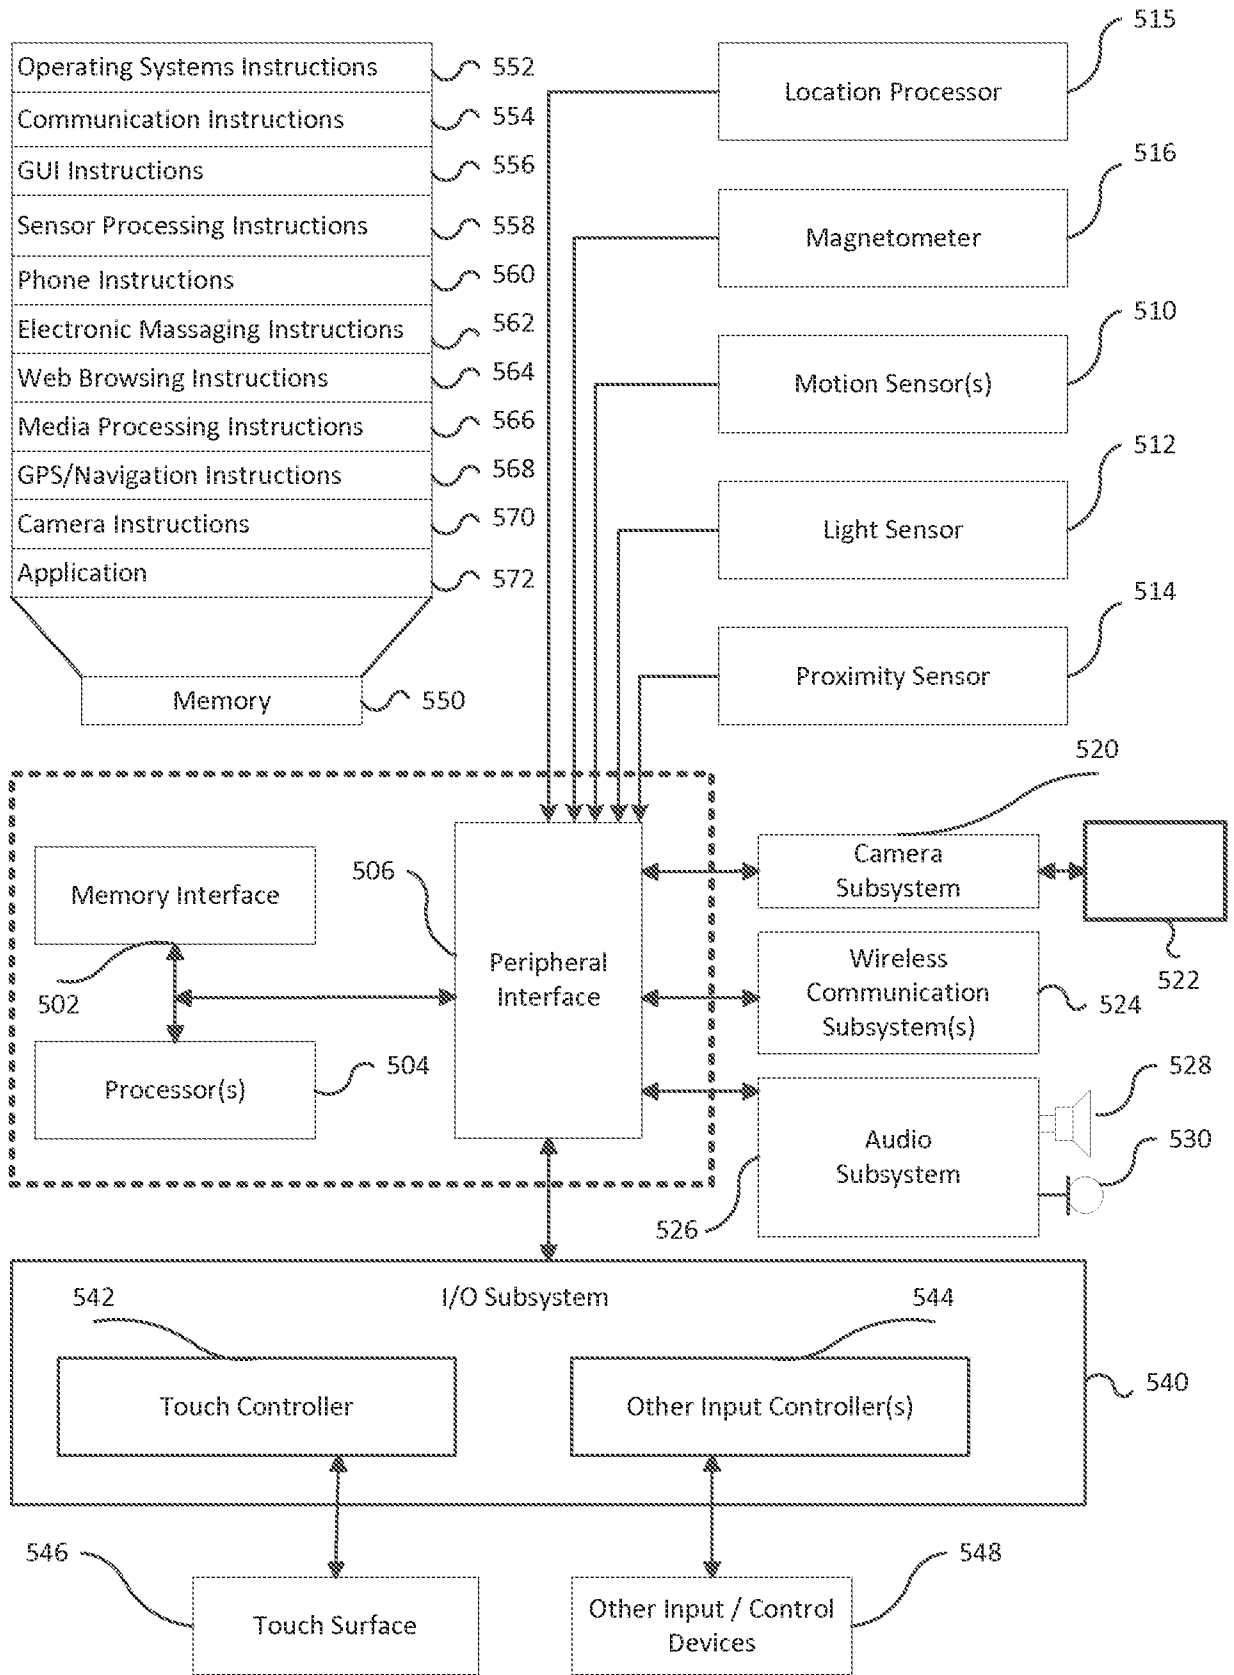 Operating Systems Instructions 552
Communication Instructions 554
GUI Instructions 556
Sensor Processing Instructions 558
Phone Instructions 560
Electronic Massaging Instructions 562
Web Browsing Instructions 564
Media Processing Instructions 566
GPS/Navigation Instructions 568
Camera Instructions 570
Application 572
Memory 550
515
Location Processor
516
Magnetometer
510
Motion Sensor(s)
512
Light Sensor
514
Proximity Sensor
520
Camera
Subsystem
522
Memory Interface
502
Processor(s)
504
506
Peripheral
Interface
Wireless
Communication
Subsystem(s)
524
Audio
Subsystem
526
528
530
I/O Subsystem
540
542
Touch Controller
544
Other Input Controller(s)
546
Touch Surface
548
Other Input / Control
Devices